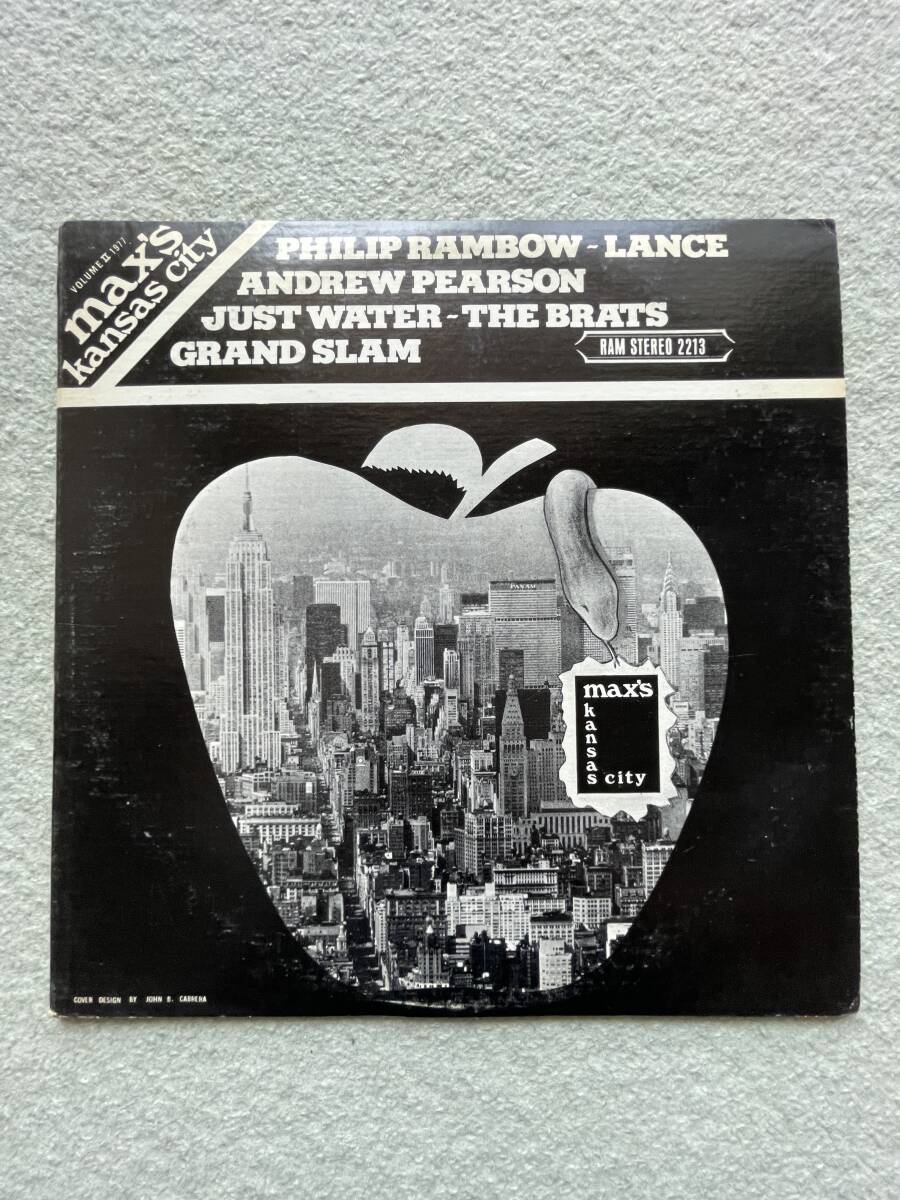 VOLUME II 1977
max's
kansas city
PHILIP RAMBOW - LANCE
ANDREW PEARSON
JUST WATER - THE BRATS
GRAND SLAM
RAM STEREO 2213
PAN AM
max's
kansas
city
COVER DESIGN BY JOHN B. CABRERA